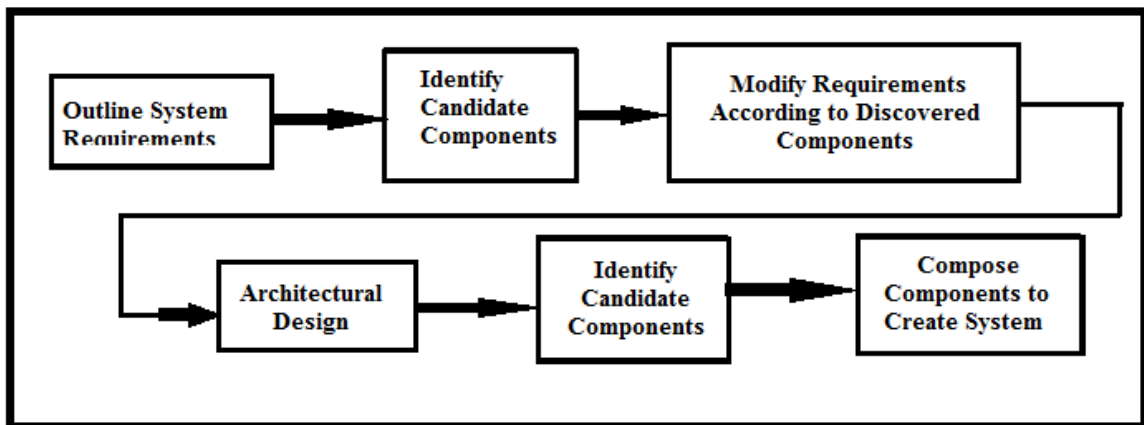 Outline System
Requirements
Identify
Candidate
Components
Modify Requirements
According to Discovered
Components
Architectural
Design
Identify
Candidate
Components
Compose
Components to
Create System